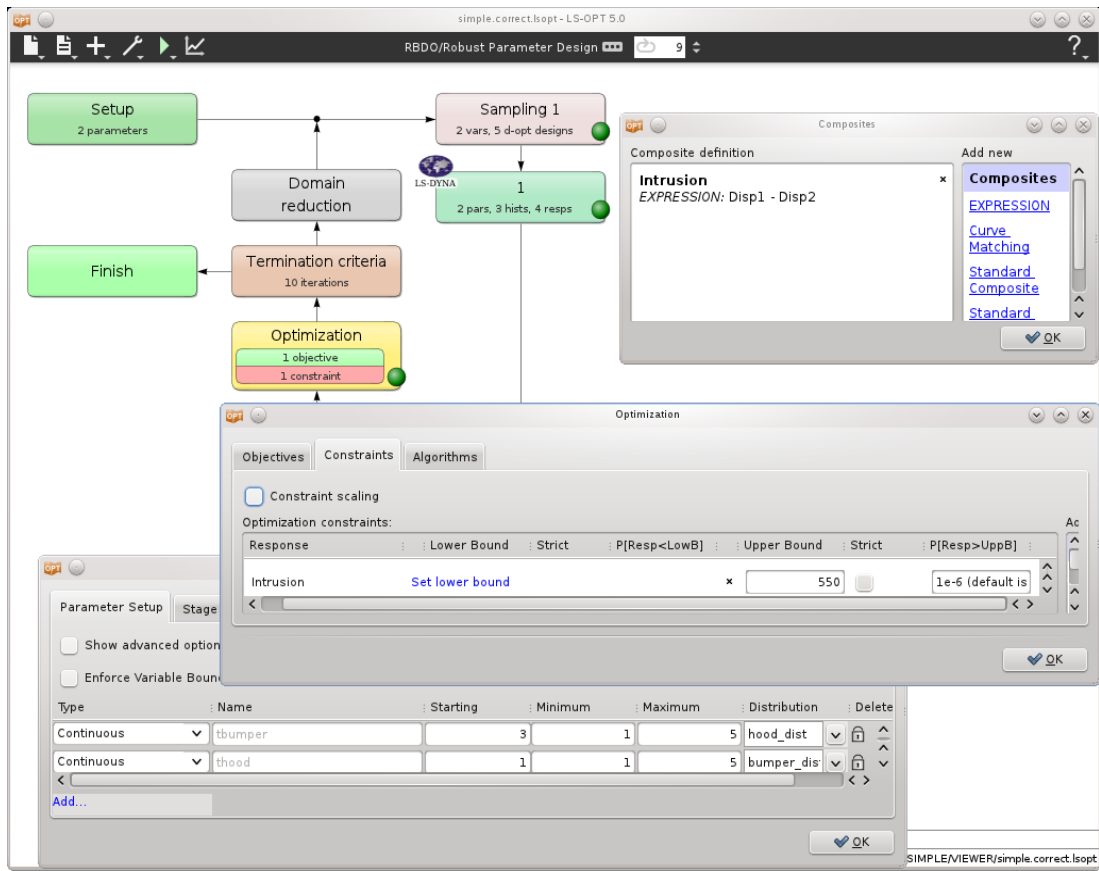 simple.correct.lsopt - LS-OPT 5.0
RBDO/Robust Parameter Design
9
?
Setup
2 parameters
Sampling 1
2 vars, 5 d-opt designs
LS-DYNA
1
2 pars, 3 hists, 4 resps
Domain
reduction
Termination criteria
10 iterations
Finish
Optimization
1 objective
1 constraint
OPT
Composites
Composite definition
Add new
Intrusion
EXPRESSION: Disp1 - Disp2
Composites
EXPRESSION
Curve
Matching
Standard
Composite
Standard
OK
OPT
Optimization
Objectives
Constraints
Algorithms
Constraint scaling
Optimization constraints:
Ac
Response
Lower Bound
Strict
P[Resp<LowB]
Upper Bound
Strict
P[Resp>UppB]
Intrusion
Set lower bound
550
1e-6 (default is
OK
OPT
Parameter Setup
Stage
Show advanced option
Enforce Variable Boun
Type
Name
Starting
Minimum
Maximum
Distribution
Delete
Continuous
tbumper
3
1
5
hood_dist
Continuous
thood
1
1
5
bumper_dis
Add...
OK
SIMPLE/VIEWER/simple.correct.lsopt